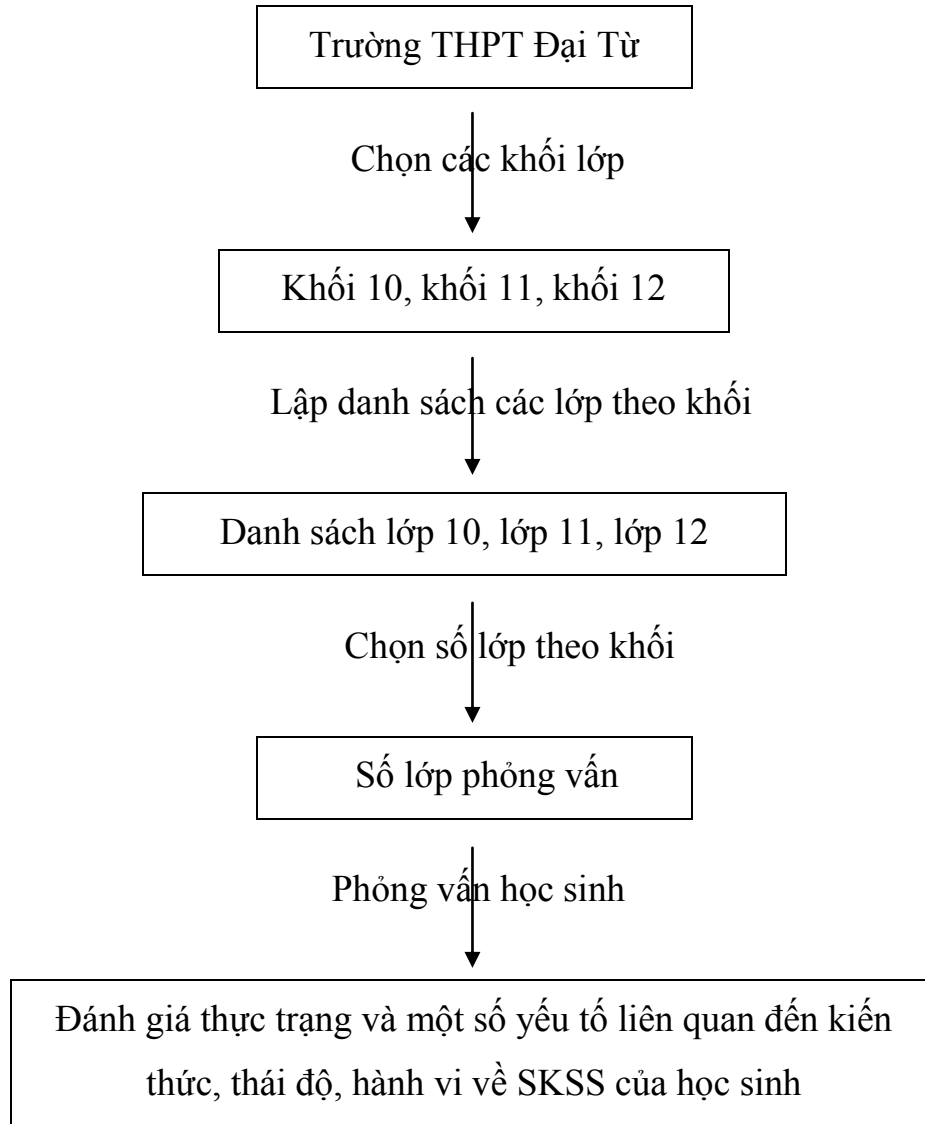 Trường THPT Đại Từ
Chọn các khối lớp
Khối 10, khối 11, khối 12
Lập danh sách các lớp theo khối
Danh sách lớp 10, lớp 11, lớp 12
Chọn số lớp theo khối
Số lớp phỏng vấn
Phỏng vấn học sinh
Đánh giá thực trạng và một số yếu tố liên quan đến kiến
thức, thái độ, hành vi về SKSS của học sinh